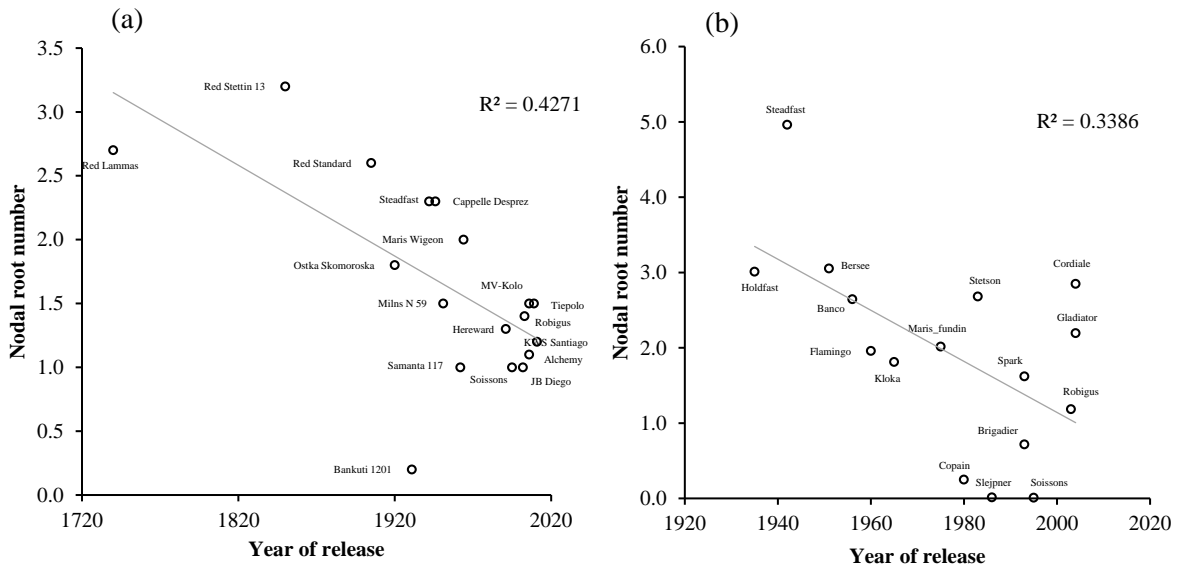 (a)
3.5
3.0
2.5
2.0
1.5
1.0
0.5
0.0
Nodal root number
1720
1820
1920
2020
Year of release
R² = 0.4271
Red Stettin 13
Red Lammas
Red Standard
Steadfast
Cappelle Desprez
Maris Wigeon
Ostka Skomoroska
MV-Kolo
Milns N 59
Tiepolo
Robigus
Hereward
KWS Santiago
Alchemy
Samanta 117
Soissons
JB Diego
Bankuti 1201
(b)
6.0
5.0
4.0
3.0
2.0
1.0
0.0
Nodal root number
1920
1940
1960
1980
2000
2020
Year of release
R² = 0.3386
Steadfast
Bersee
Cordiale
Holdfast
Stetson
Banco
Gladiator
Maris_fundin
Flamingo
Spark
Kloka
Robigus
Brigadier
Copain
Slejpner
Soissons